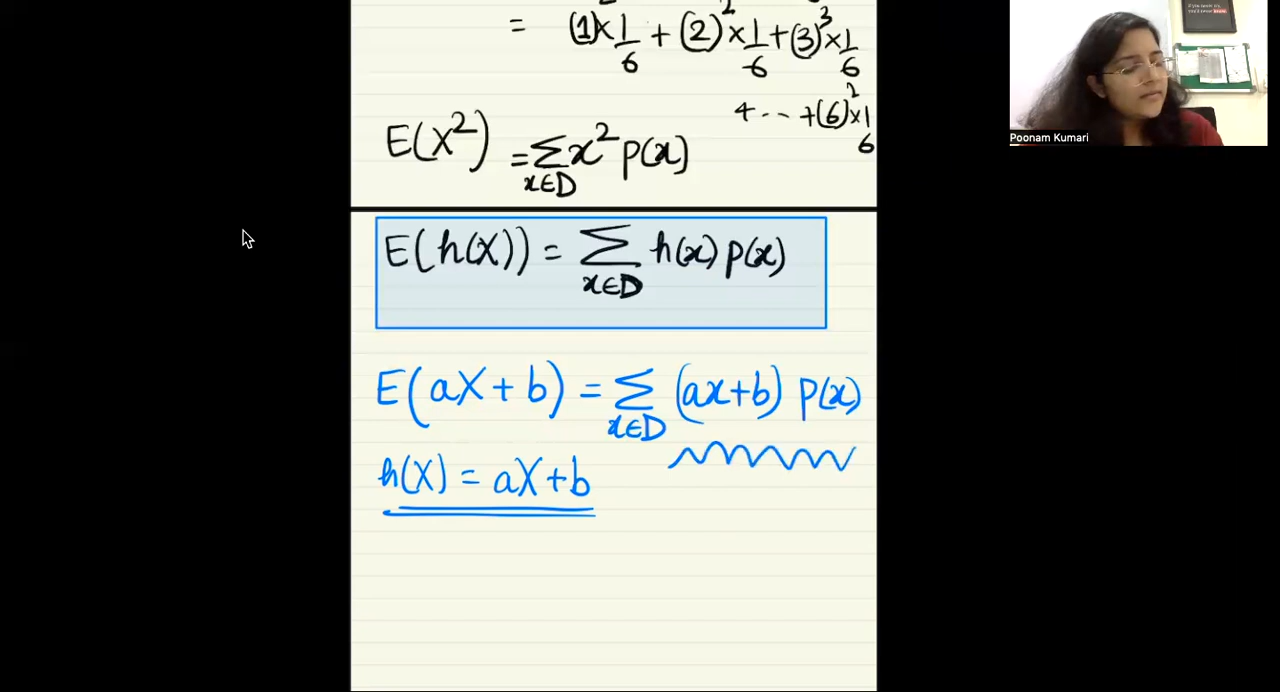 = (1)² × 1/6 + (2)² × 1/6 + (3)³ × 1/6
+ ... + (6)² × 1/6
E(X²) = Σ x² p(x)
x∈D
E(h(X)) = Σ h(x) p(x)
x∈D
E(aX + b) = Σ (ax+b) p(x)
x∈D
h(X) = aX + b
Poonam Kumari